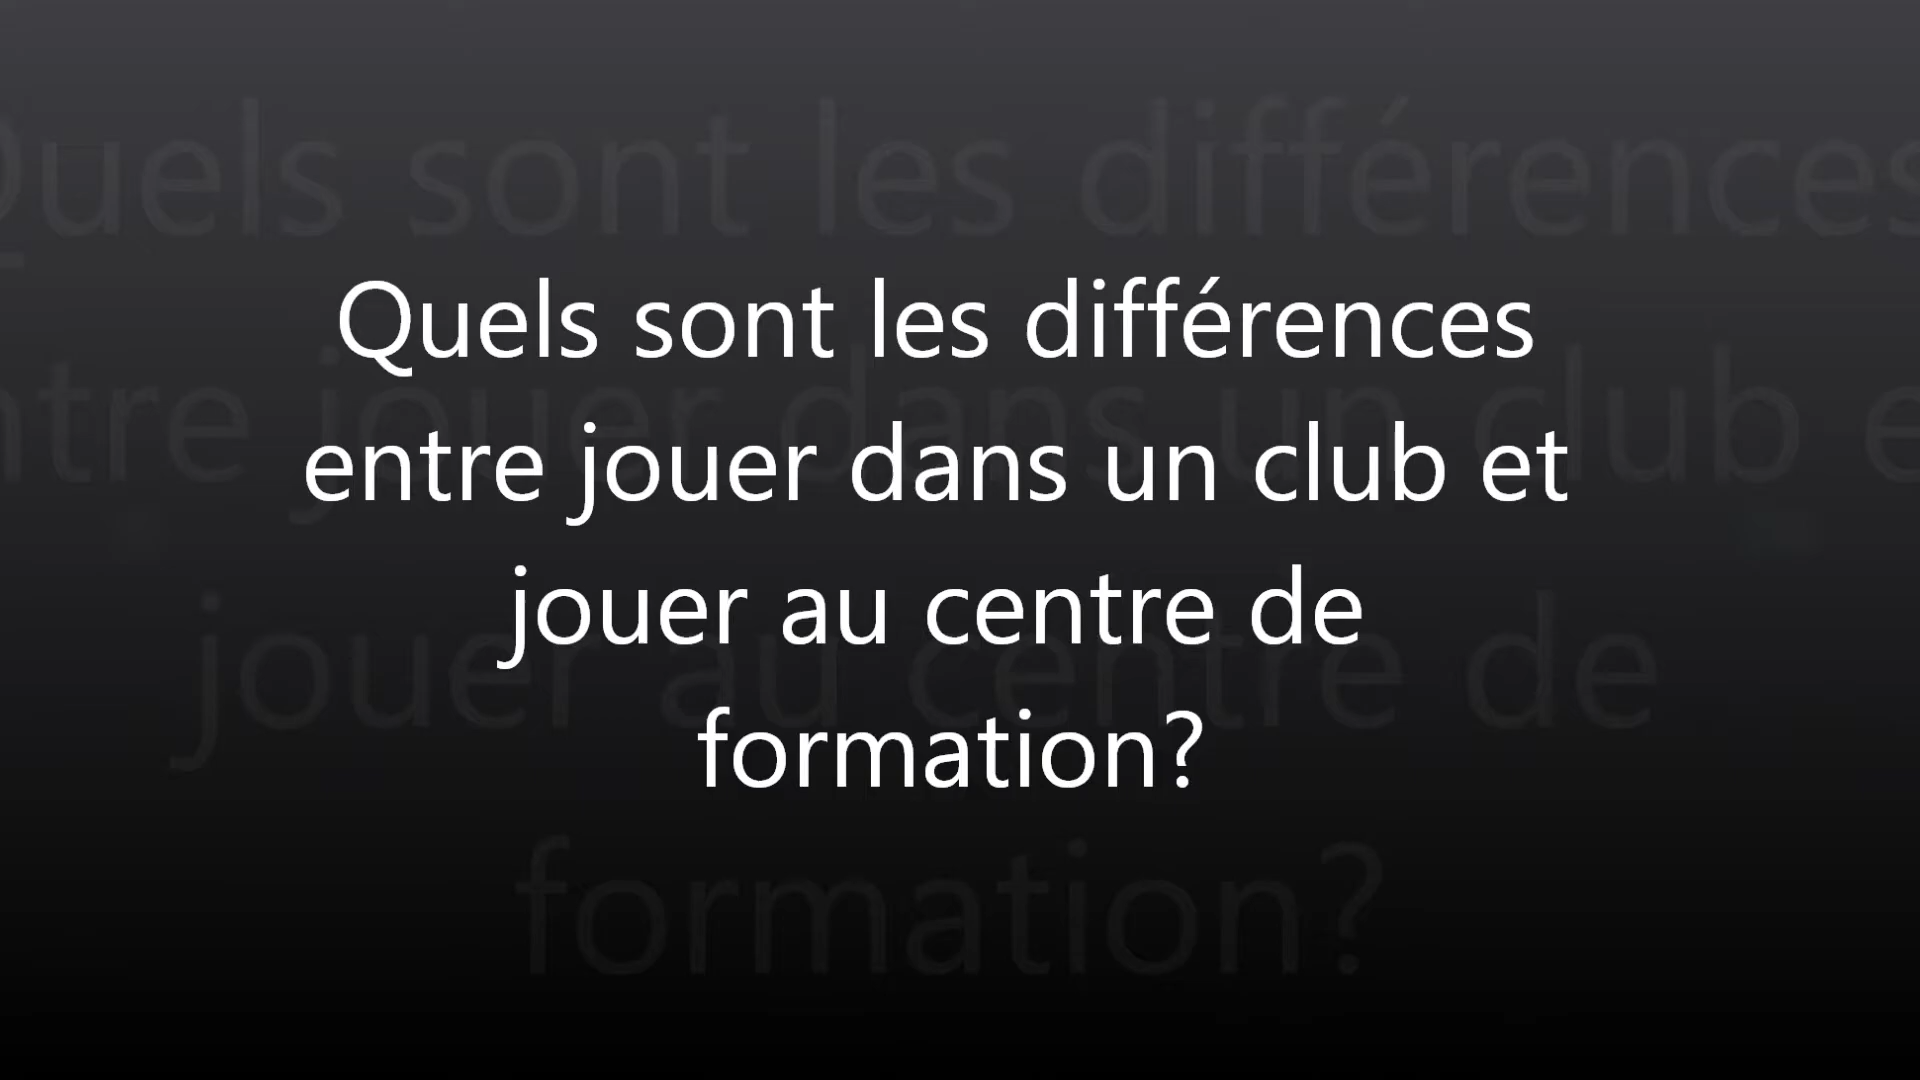 Quels sont les différences
entre jouer dans un club et
jouer au centre de
formation?